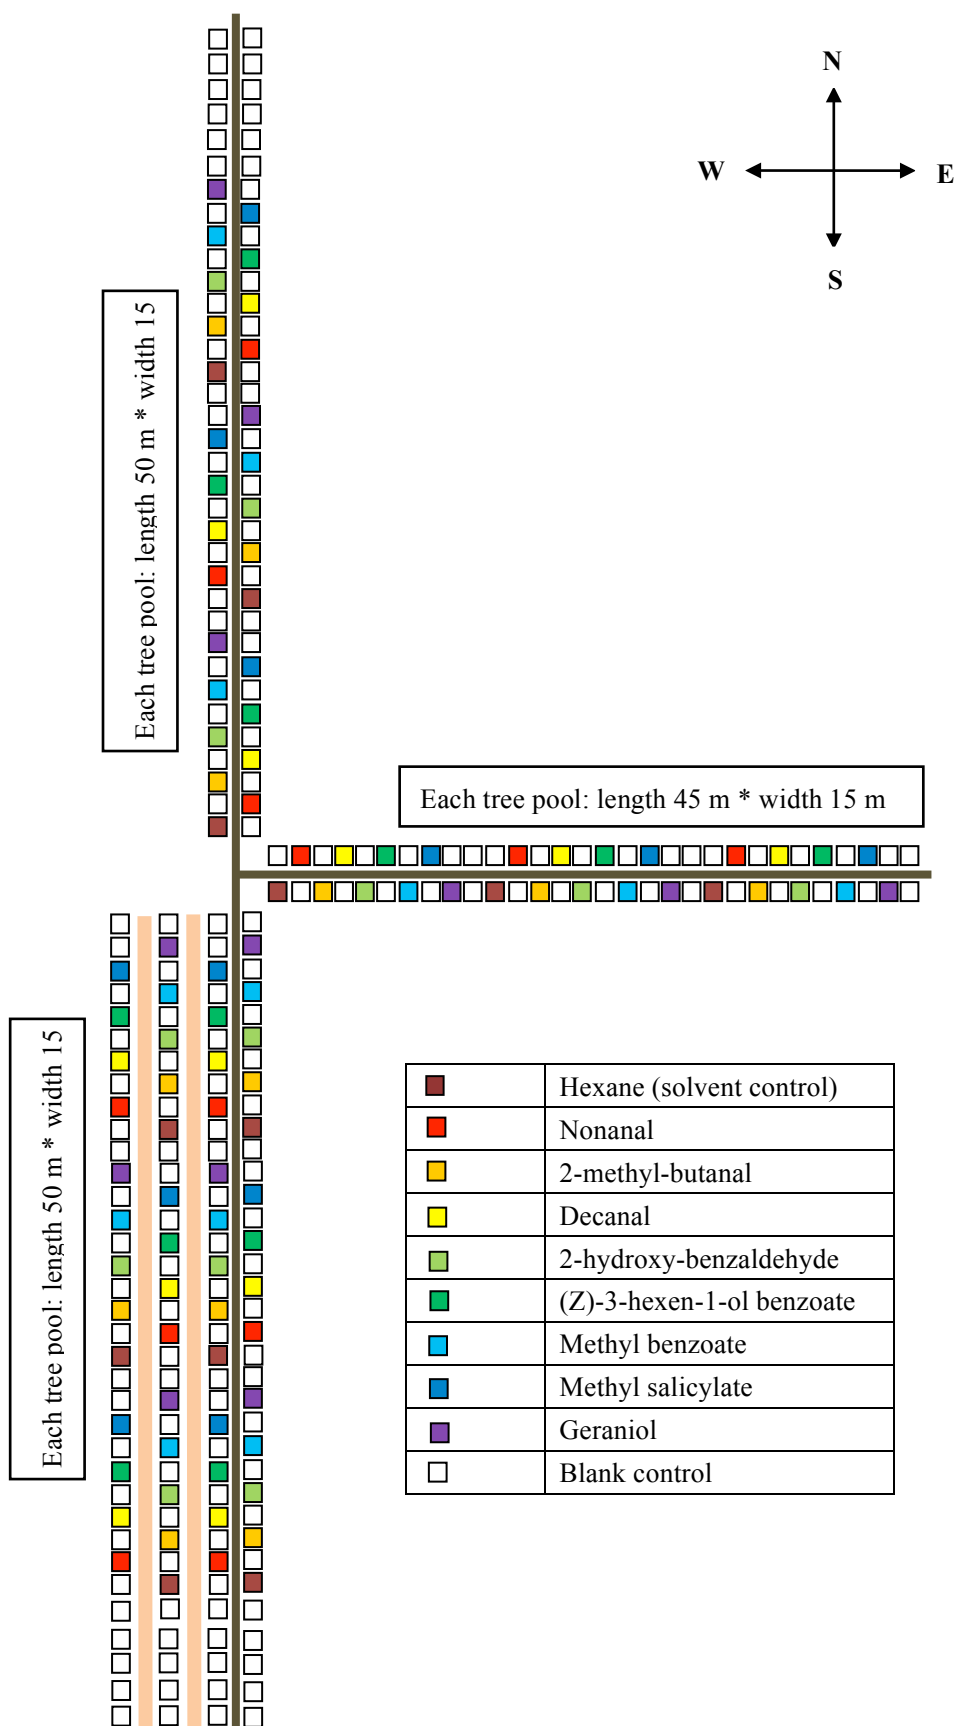 N
W
E
S
Each tree pool: length 50 m * width 15
Each tree pool: length 45 m * width 15 m
Each tree pool: length 50 m * width 15
Hexane (solvent control)
Nonanal
2-methyl-butanal
Decanal
2-hydroxy-benzaldehyde
(Z)-3-hexen-1-ol benzoate
Methyl benzoate
Methyl salicylate
Geraniol
Blank control